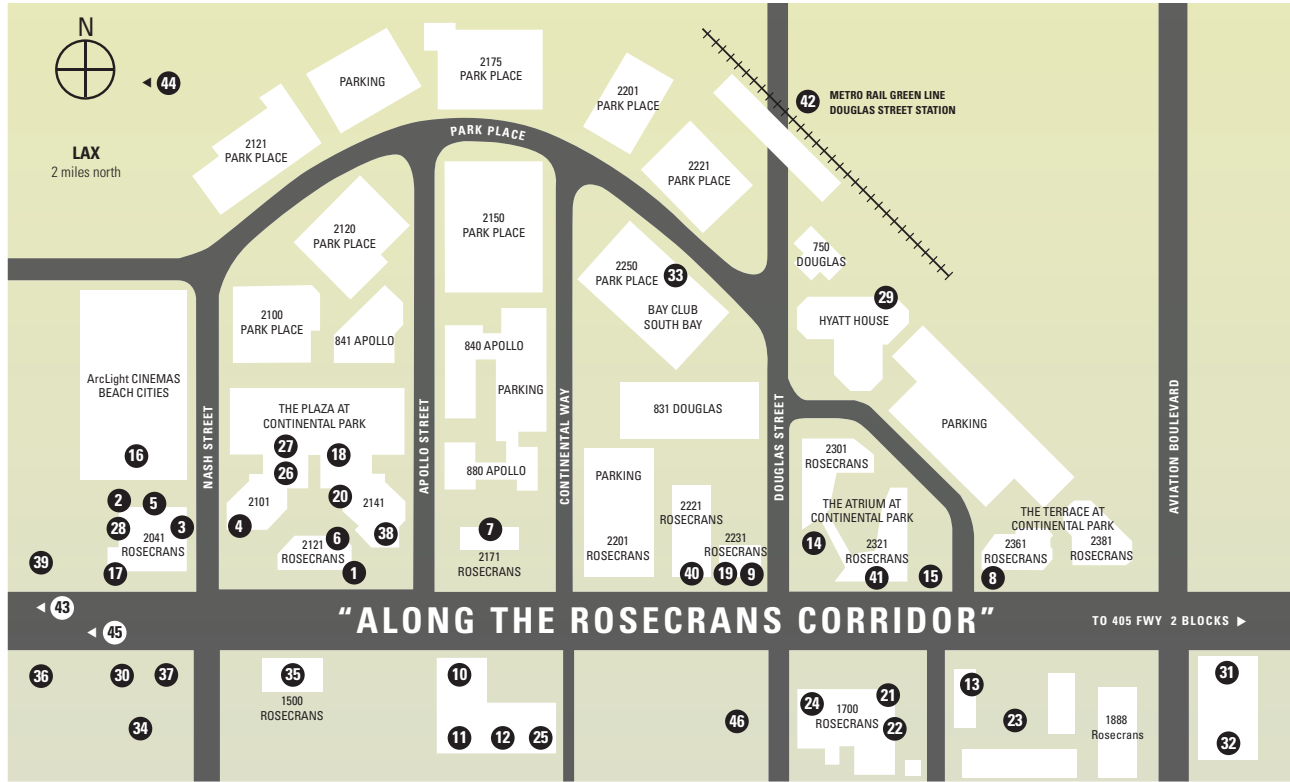 N
44
LAX
2 miles north
PARKING
2175
PARK PLACE
2201
PARK PLACE
42
METRO RAIL GREEN LINE
DOUGLAS STREET STATION
2121
PARK PLACE
PARK PLACE
2221
PARK PLACE
2120
PARK PLACE
2150
PARK PLACE
750
DOUGLAS
2250
PARK PLACE
33
BAY CLUB
SOUTH BAY
29
HYATT HOUSE
2100
PARK PLACE
841 APOLLO
840 APOLLO
PARKING
ArcLight CINEMAS
BEACH CITIES
16
NASH STREET
THE PLAZA AT
CONTINENTAL PARK
27
18
26
20
APOLLO STREET
880 APOLLO
CONTINENTAL WAY
831 DOUGLAS
DOUGLAS STREET
PARKING
AVIATION BOULEVARD
2
5
28
3
2041
ROSECRANS
17
39
2101
4
2141
38
6
2121
ROSECRANS
1
7
2171
ROSECRANS
PARKING
2201
ROSECRANS
2221
ROSECRANS
2231
ROSECRANS
40
19
9
2301
ROSECRANS
THE ATRIUM AT
CONTINENTAL PARK
14
2321
ROSECRANS
41
15
THE TERRACE AT
CONTINENTAL PARK
2361
ROSECRANS
2381
ROSECRANS
8
43
45
“ALONG THE ROSECRANS CORRIDOR”
TO 405 FWY 2 BLOCKS
36
30
37
34
35
1500
ROSECRANS
10
11
12
25
46
24
21
1700
ROSECRANS
22
13
23
1888
Rosecrans
31
32